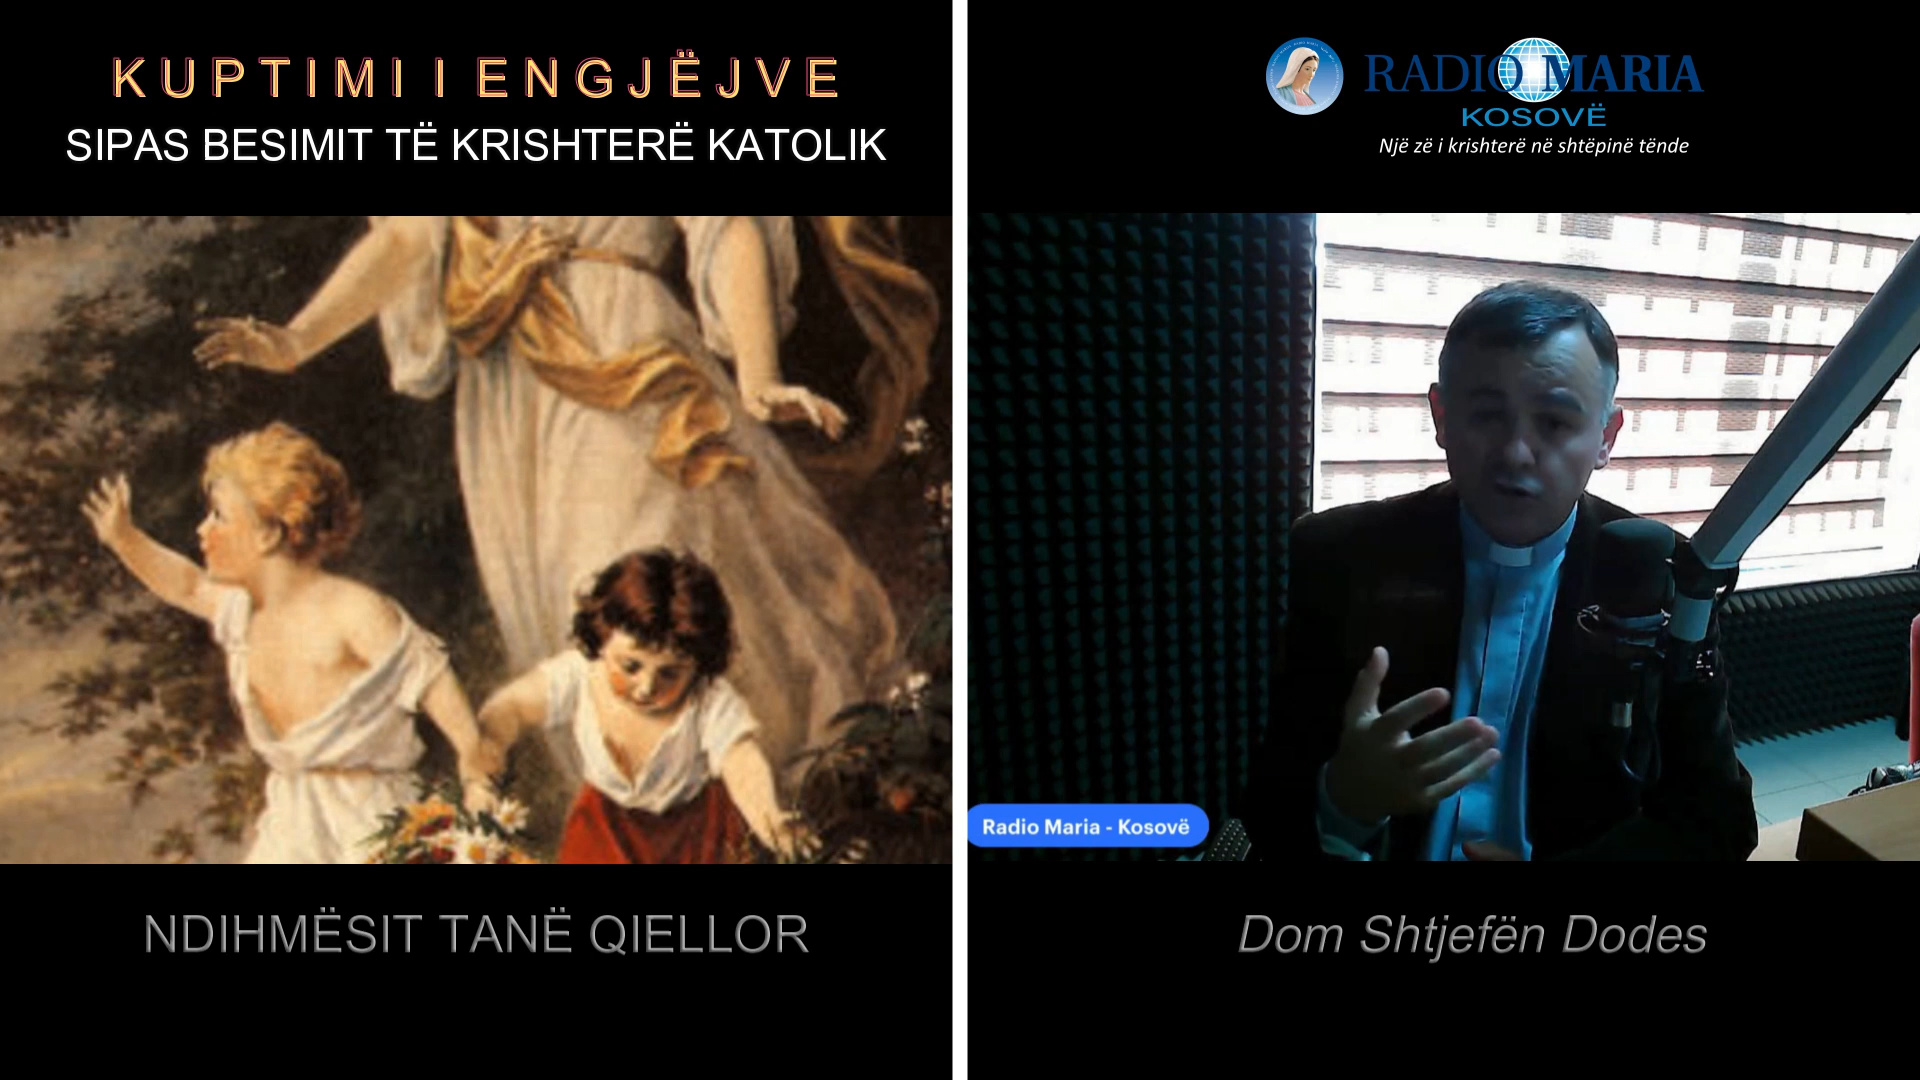 KUPTIMI I ENGJËJVE
SIPAS BESIMIT TË KRISHTERË KATOLIK
NDIHMËSIT TANË QIELLOR
RADIO MARIA
KOSOVË
Një zë i krishterë në shtëpinë tënde
Radio Maria - Kosovë
Dom Shtjefën Dodes